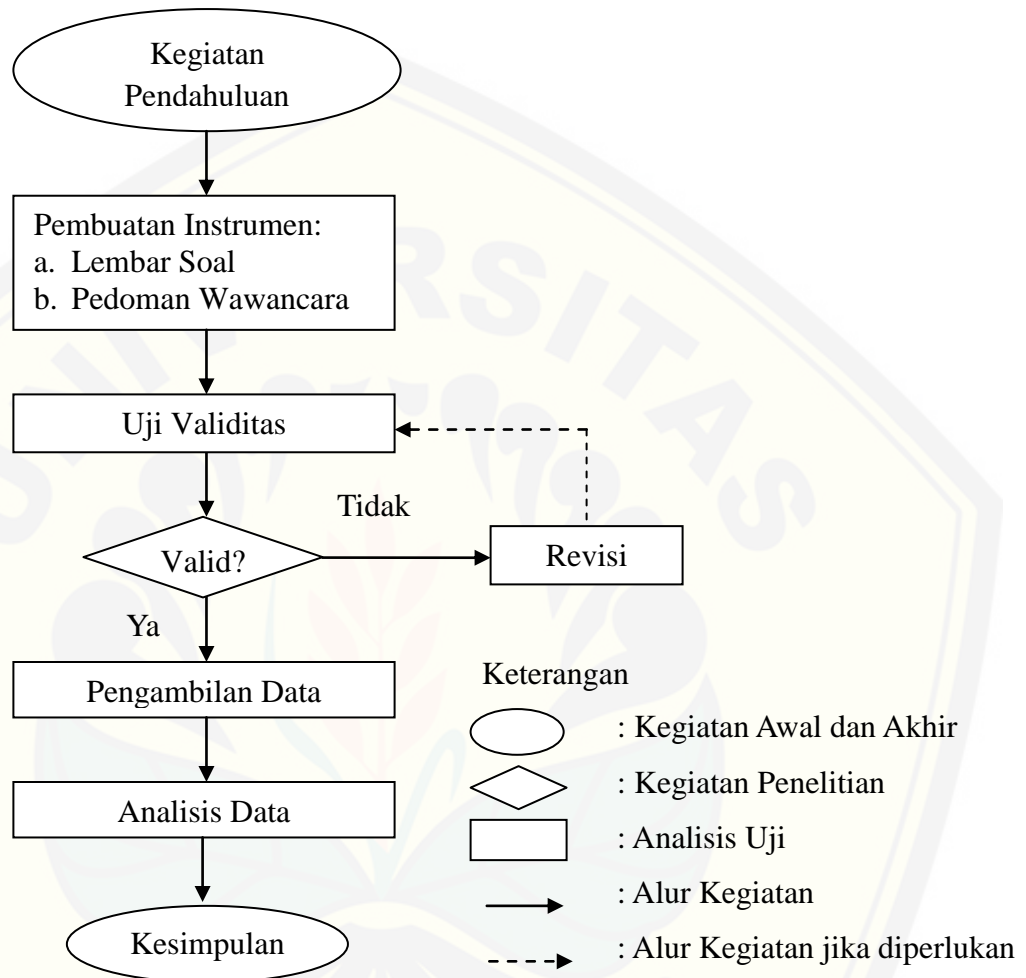 Kegiatan
Pendahuluan
Pembuatan Instrumen:
a. Lembar Soal
b. Pedoman Wawancara
Uji Validitas
Tidak
Valid?
Revisi
Ya
Pengambilan Data
Analisis Data
Kesimpulan
Keterangan
: Kegiatan Awal dan Akhir
: Kegiatan Penelitian
: Analisis Uji
: Alur Kegiatan
: Alur Kegiatan jika diperlukan
UNIVERSITAS